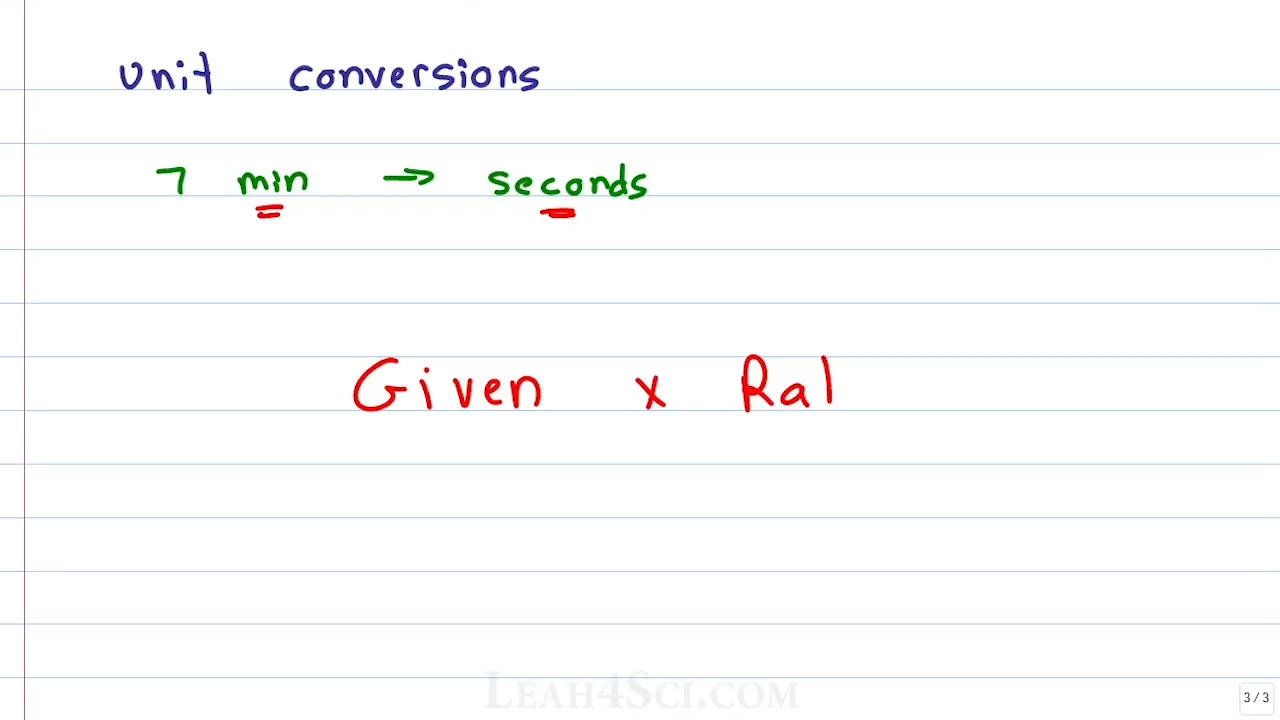 unit conversions
7 min → seconds
Given x Ral
LEAH4SCI.COM
3 / 3